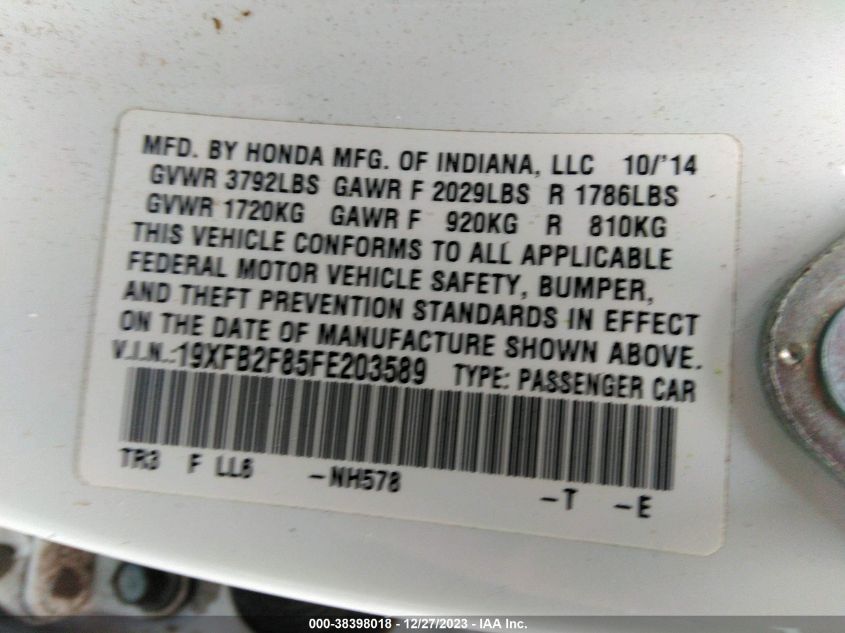 MFD. BY HONDA MFG. OF INDIANA, LLC 10/'14
GVWR 3792LBS GAWR F 2029LBS R 1786LBS
GVWR 1720KG GAWR F 920KG R 810KG
THIS VEHICLE CONFORMS TO ALL APPLICABLE
FEDERAL MOTOR VEHICLE SAFETY, BUMPER,
AND THEFT PREVENTION STANDARDS IN EFFECT
ON THE DATE OF MANUFACTURE SHOWN ABOVE.
V.I.N.:19XFB2F85FE203589 TYPE: PASSENGER CAR
TR3 F LL6 -NH578 -T -E
000-38398018 - 12/27/2023 - IAA Inc.